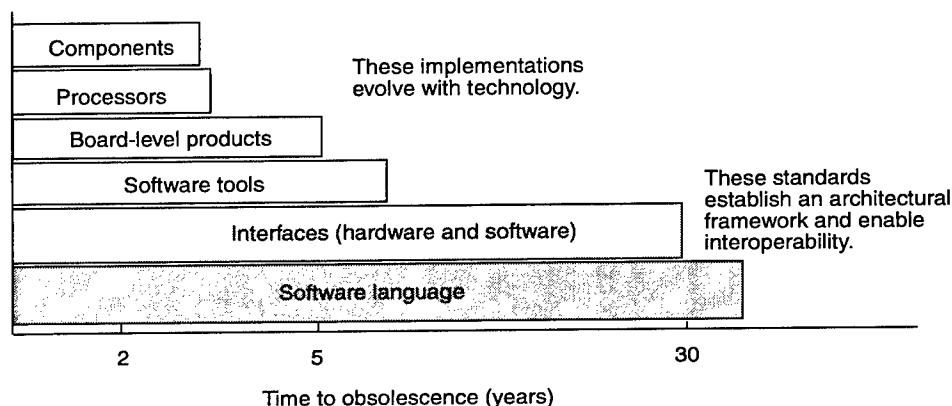 Components
These implementations
evolve with technology.
Processors
Board-level products
Software tools
These standards
establish an architectural
framework and enable
interoperability.
Interfaces (hardware and software)
Software language
2 5 30
Time to obsolescence (years)